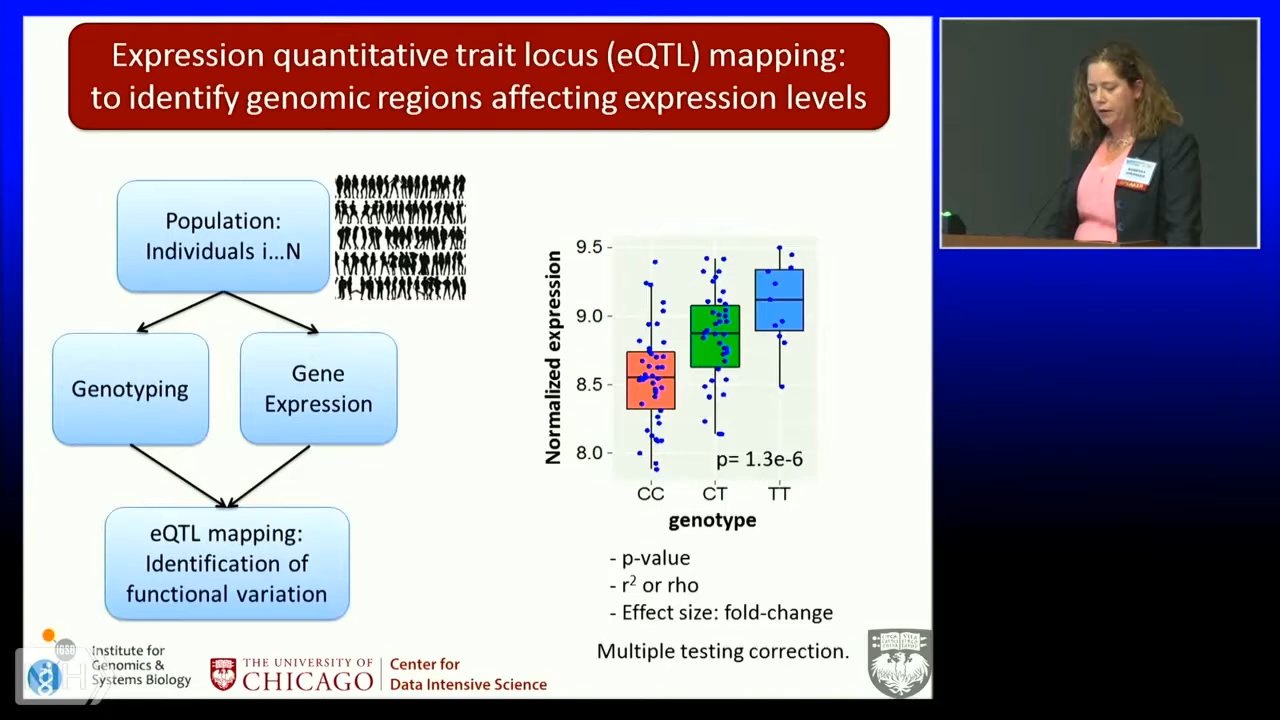 Expression quantitative trait locus (eQTL) mapping:
to identify genomic regions affecting expression levels
Population:
Individuals i...N
Genotyping
Gene
Expression
eQTL mapping:
Identification of
functional variation
Normalized expression
9.5
9.0
8.5
8.0
p= 1.3e-6
CC CT TT
genotype
- p-value
- r² or rho
- Effect size: fold-change
Multiple testing correction.
IGSB
Institute for
Genomics &
Systems Biology
THE UNIVERSITY OF
CHICAGO
Center for
Data Intensive Science